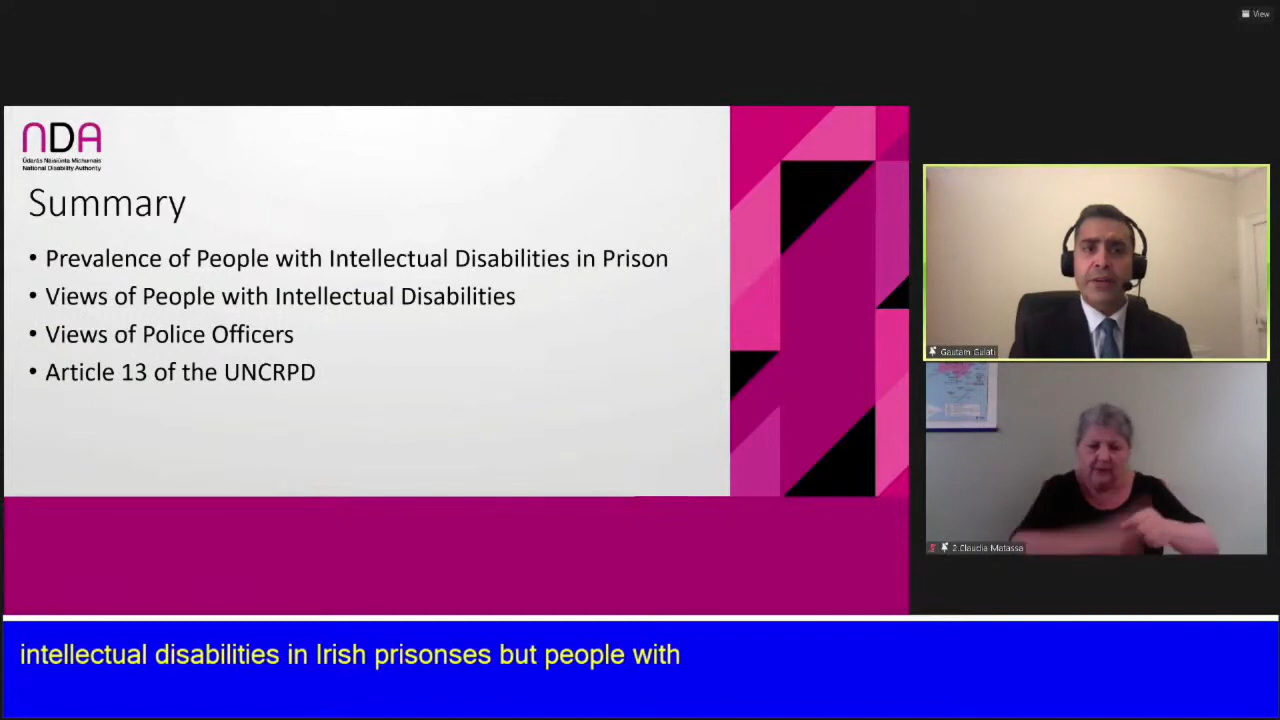 View
NDA
Údarás Náisiúnta Míchumais
National Disability Authority
Summary
• Prevalence of People with Intellectual Disabilities in Prison
• Views of People with Intellectual Disabilities
• Views of Police Officers
• Article 13 of the UNCRPD
Gautam Gulati
2.Claudia Matassa
intellectual disabilities in Irish prisonses but people with